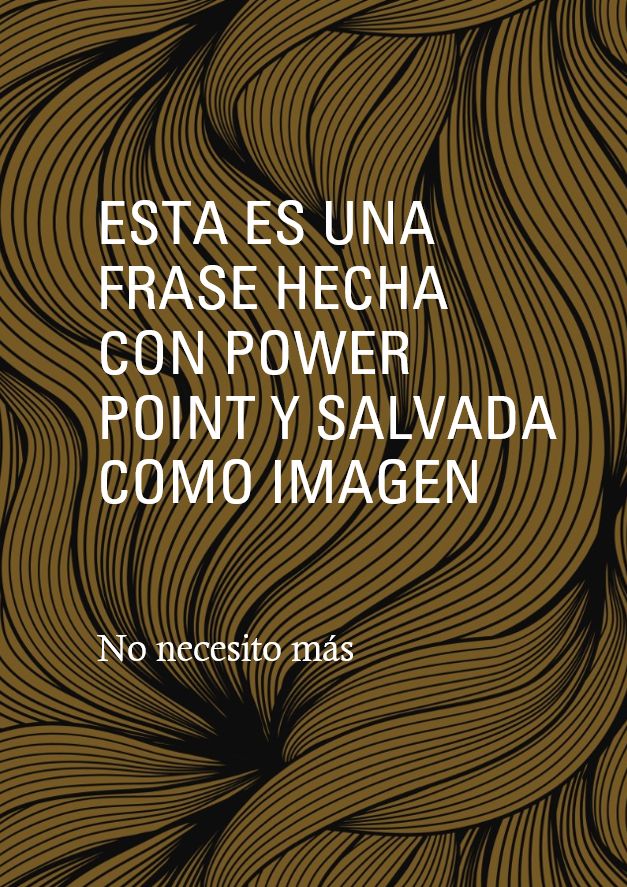 ESTA ES UNA
FRASE HECHA
CON POWER
POINT Y SALVADA
COMO IMAGEN
No necesito más